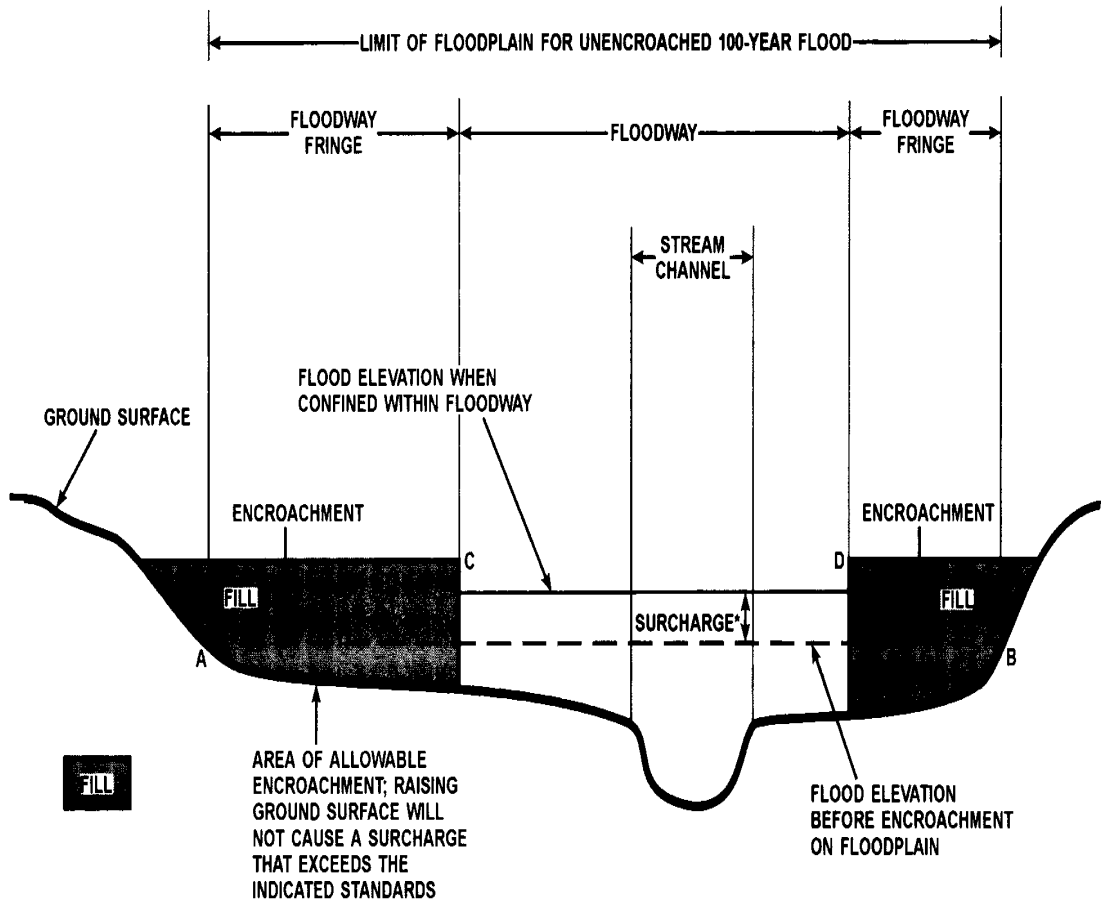 LIMIT OF FLOODPLAIN FOR UNENCROACHED 100-YEAR FLOOD
FLOODWAY
FRINGE
FLOODWAY
FLOODWAY
FRINGE
STREAM
CHANNEL
FLOOD ELEVATION WHEN
CONFINED WITHIN FLOODWAY
GROUND SURFACE
ENCROACHMENT
ENCROACHMENT
C
D
FILL
FILL
SURCHARGE*
A
B
FILL
AREA OF ALLOWABLE
ENCROACHMENT; RAISING
GROUND SURFACE WILL
NOT CAUSE A SURCHARGE
THAT EXCEEDS THE
INDICATED STANDARDS
FLOOD ELEVATION
BEFORE ENCROACHMENT
ON FLOODPLAIN